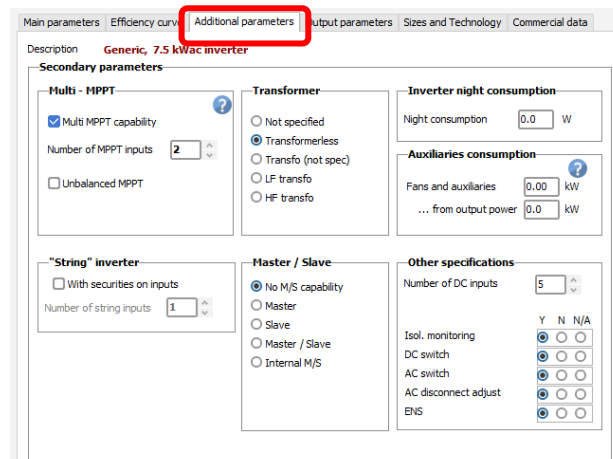 Main parameters Efficiency curve Additional parameters Output parameters Sizes and Technology Commercial data
Description Generic, 7.5 kWac inverter
Secondary parameters
Multi - MPPT
?
Multi MPPT capability
Number of MPPT inputs 2
Unbalanced MPPT
Transformer
Not specified
Transformerless
Transfo (not spec)
LF transfo
HF transfo
Inverter night consumption
Night consumption 0.0 W
Auxiliaries consumption
?
Fans and auxiliaries 0.00 kW
... from output power 0.0 kW
"String" inverter
With securities on inputs
Number of string inputs 1
Master / Slave
No M/S capability
Master
Slave
Master / Slave
Internal M/S
Other specifications
Number of DC inputs 5
Y N N/A
Isol. monitoring
DC switch
AC switch
AC disconnect adjust
ENS